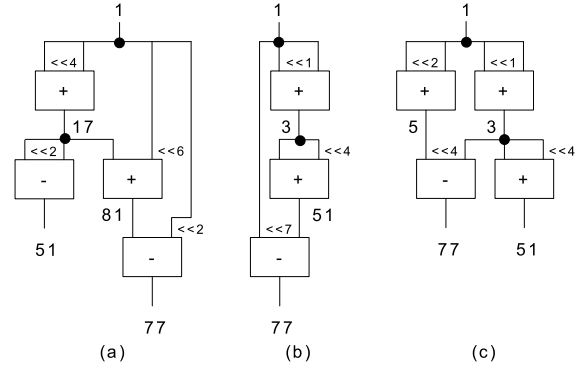 1 1 1
<<4 <<1 <<2 <<1
+ + + +
17 3 5 3
<<2 <<6 <<4 <<4 <<4
- + + - +
81 51
51 <<2 <<7 77 51
- -
77 77
(a) (b) (c)